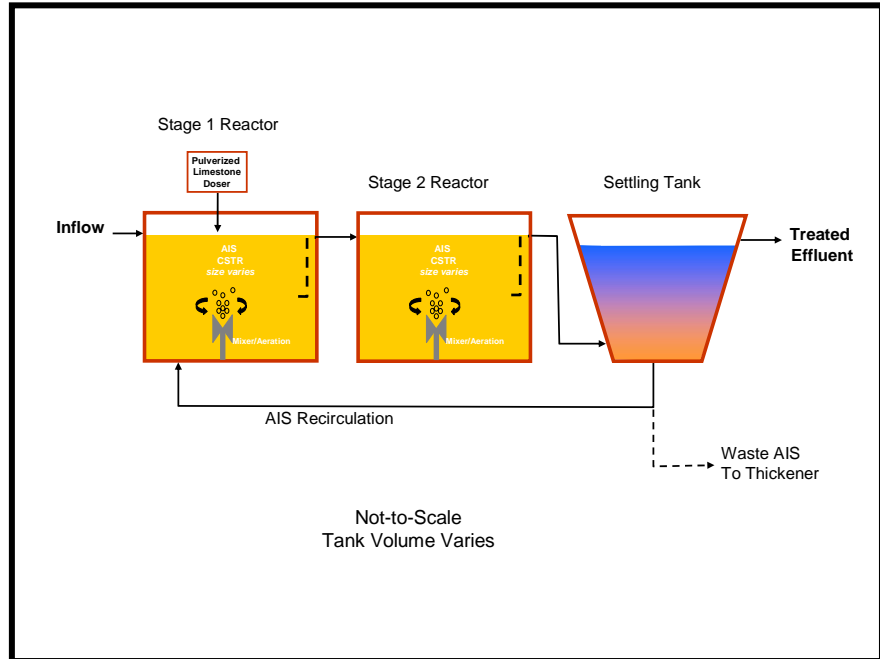 Stage 1 Reactor
Pulverized
Limestone
Doser
Stage 2 Reactor
Settling Tank
Inflow
Treated
Effluent
AIS
CSTR
size varies
Mixer/Aeration
AIS
CSTR
size varies
Mixer/Aeration
AIS Recirculation
Waste AIS
To Thickener
Not-to-Scale
Tank Volume Varies